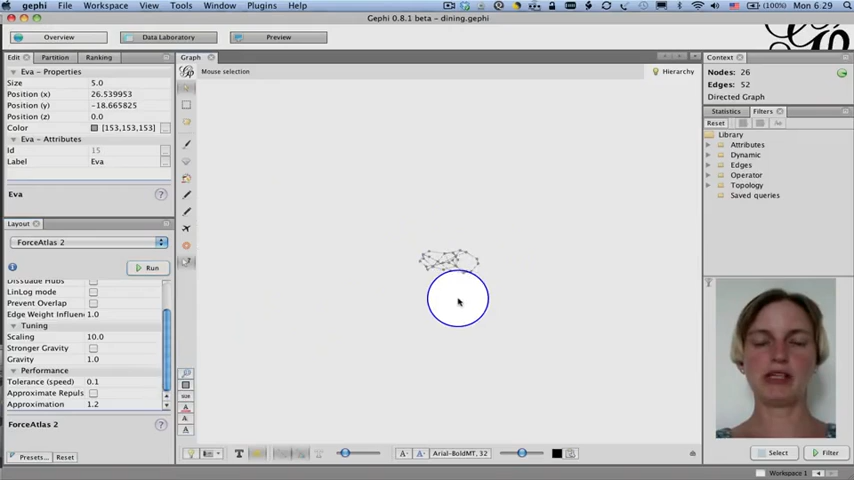 gephi File Workspace View Tools Window Plugins Help (100%) Mon 6:29
Gephi 0.8.1 beta - dining.gephi
Overview Data Laboratory Preview
Edit Partition Ranking
Eva - Properties
Size 5.0
Position (x) 26.539953
Position (y) -18.665825
Position (z) 0.0
Color [153,153,153]
Eva - Attributes
Id 15
Label Eva
Eva
Layout
ForceAtlas 2
Run
Dissuade Hubs
LinLog mode
Prevent Overlap
Edge Weight Influenc 1.0
Tuning
Scaling 10.0
Stronger Gravity
Gravity 1.0
Performance
Tolerance (speed) 0.1
Approximate Repuls
Approximation 1.2
ForceAtlas 2
Presets... Reset
Graph
Mouse selection
Hierarchy
T A- A- Arial-BoldMT, 32
Context
Nodes: 26
Edges: 52
Directed Graph
Statistics Filters
Reset
Library
Attributes
Dynamic
Edges
Operator
Topology
Saved queries
Select Filter
Workspace 1